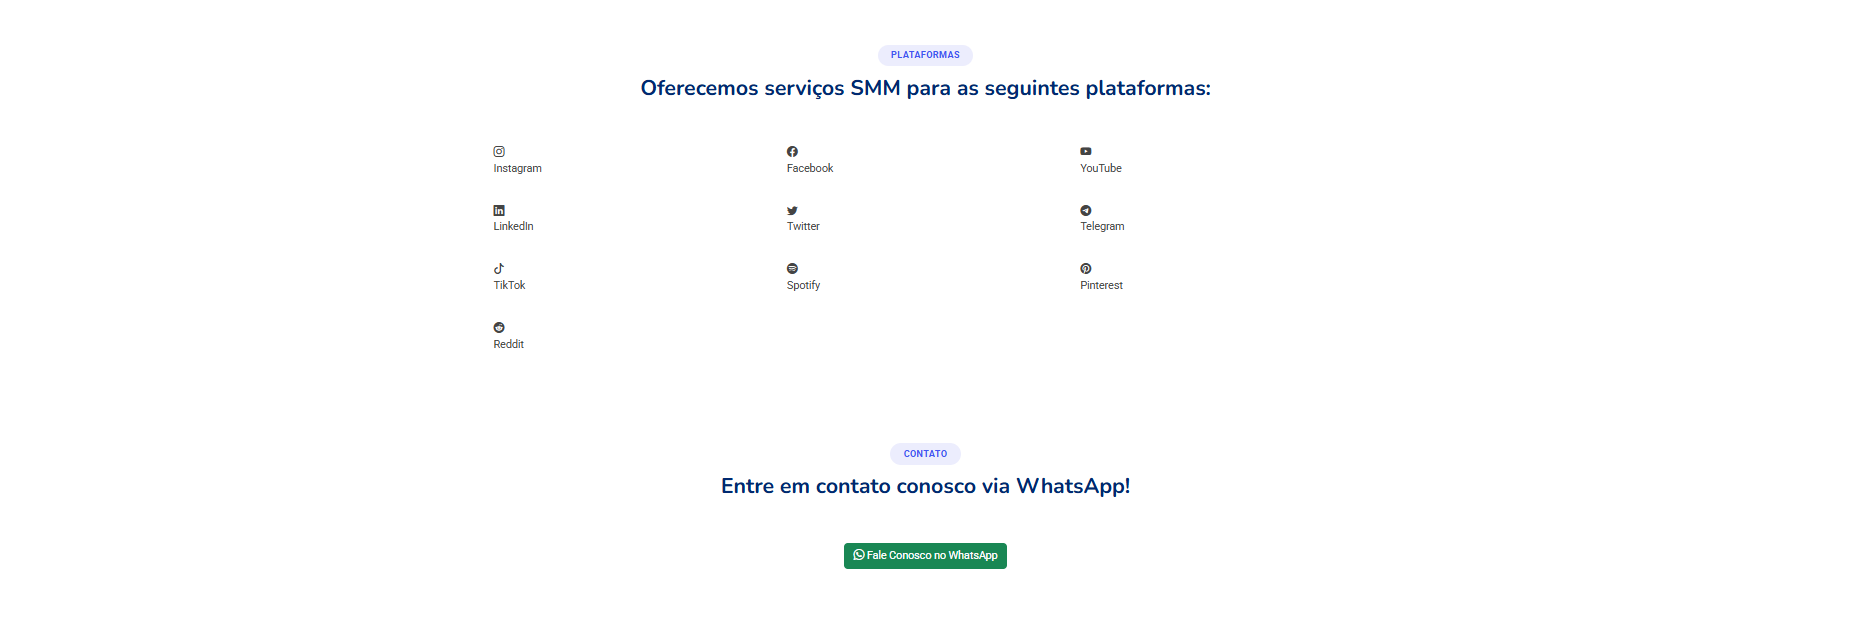 PLATAFORMAS
Oferecemos serviços SMM para as seguintes plataformas:
Instagram
Facebook
YouTube
LinkedIn
Twitter
Telegram
TikTok
Spotify
Pinterest
Reddit
CONTATO
Entre em contato conosco via WhatsApp!
Fale Conosco no WhatsApp